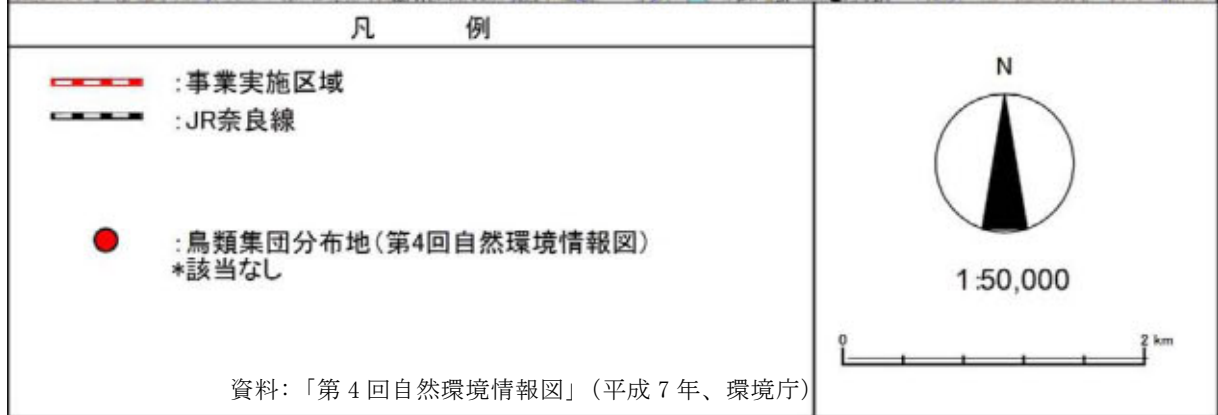 凡 例
:事業実施区域
:JR奈良線
:鳥類集団分布地(第4回自然環境情報図)
*該当なし
資料:「第4回自然環境情報図」(平成7年、環境庁)
N
1:50,000
0 2 km